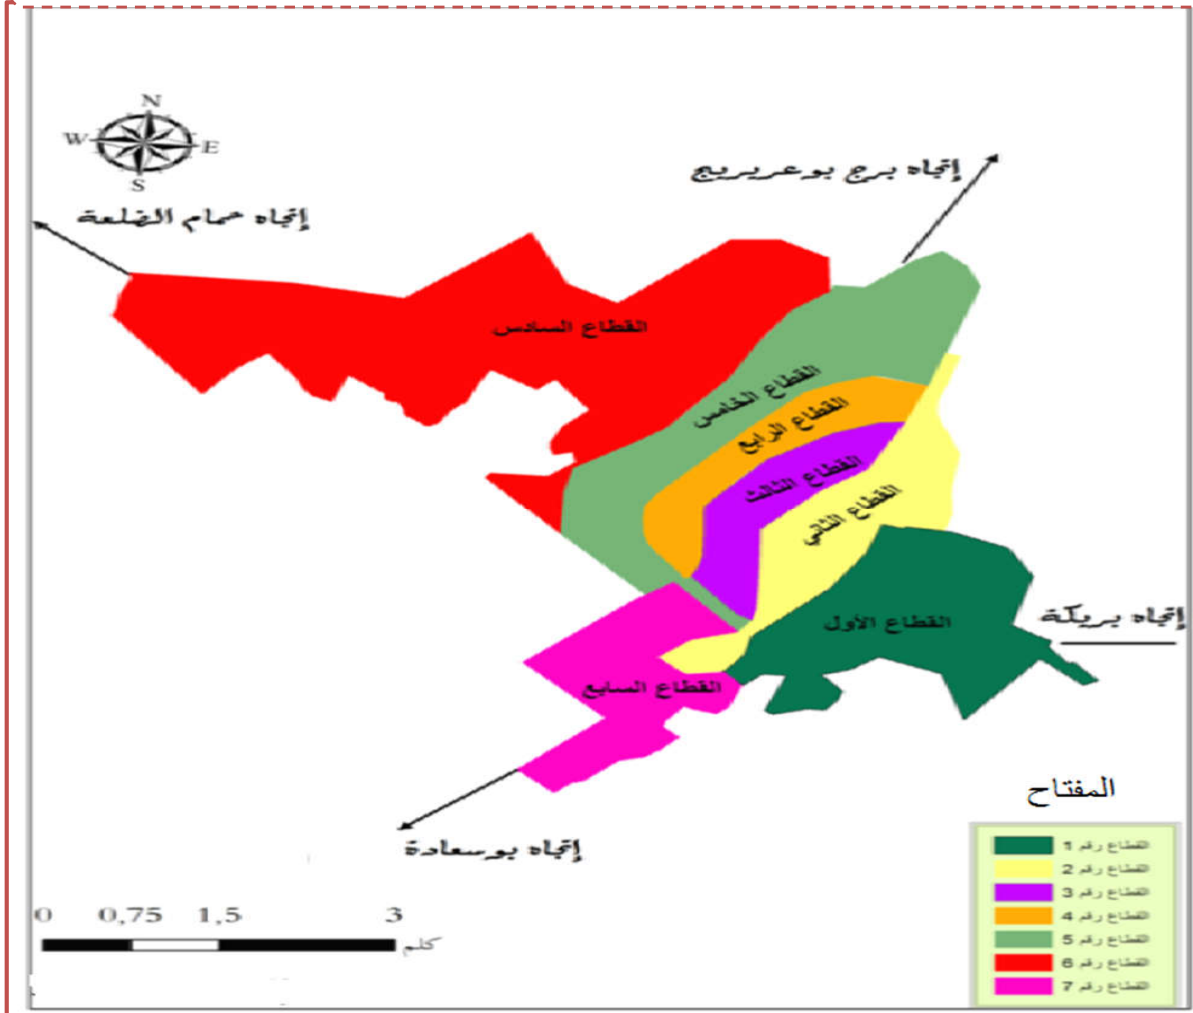 N
W E
S
إتجاه برج بوعريريج
إتجاه حمام الضلعة
القطاع السادس
القطاع الخامس
القطاع الرابع
القطاع الثالث
القطاع الثاني
القطاع الأول
إتجاه بريكة
القطاع السابع
إتجاه بوسعادة
المفتاح
القطاع رقم 1
القطاع رقم 2
القطاع رقم 3
القطاع رقم 4
القطاع رقم 5
القطاع رقم 6
القطاع رقم 7
0 0,75 1,5 3
كلم